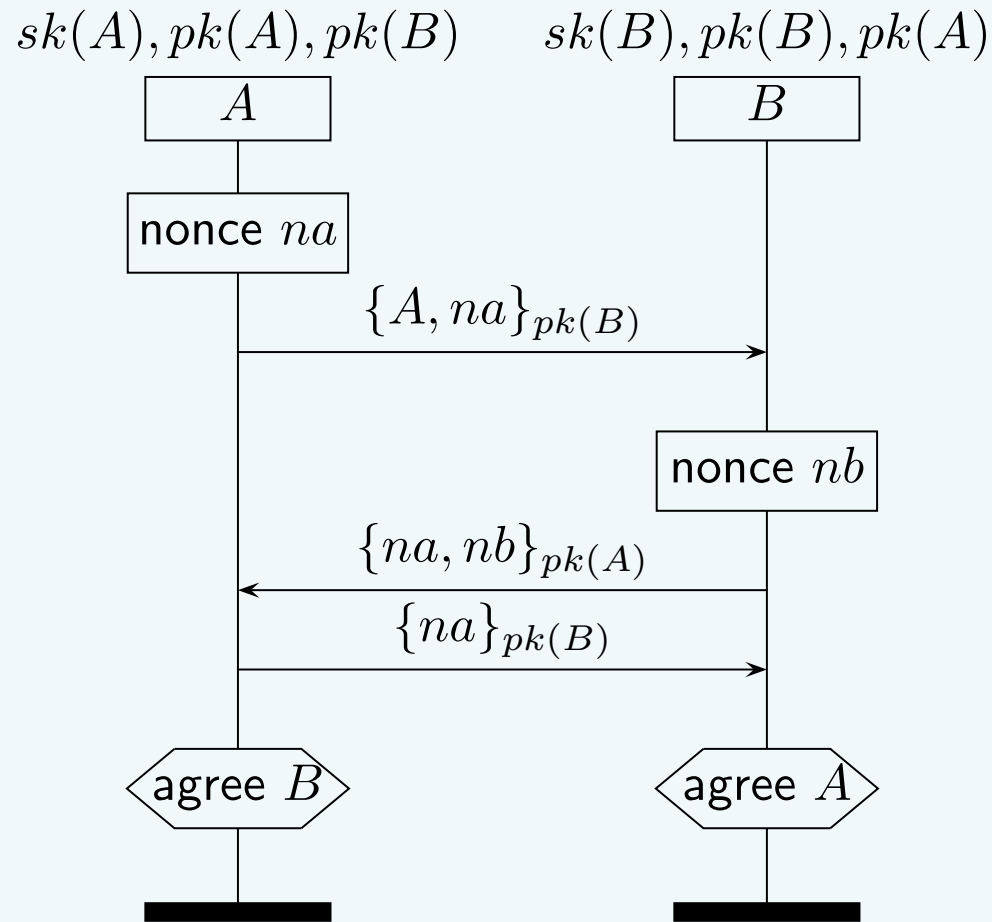 sk(A), pk(A), pk(B)
sk(B), pk(B), pk(A)
A
B
nonce na
{A, na}pk(B)
nonce nb
{na, nb}pk(A)
{na}pk(B)
agree B
agree A